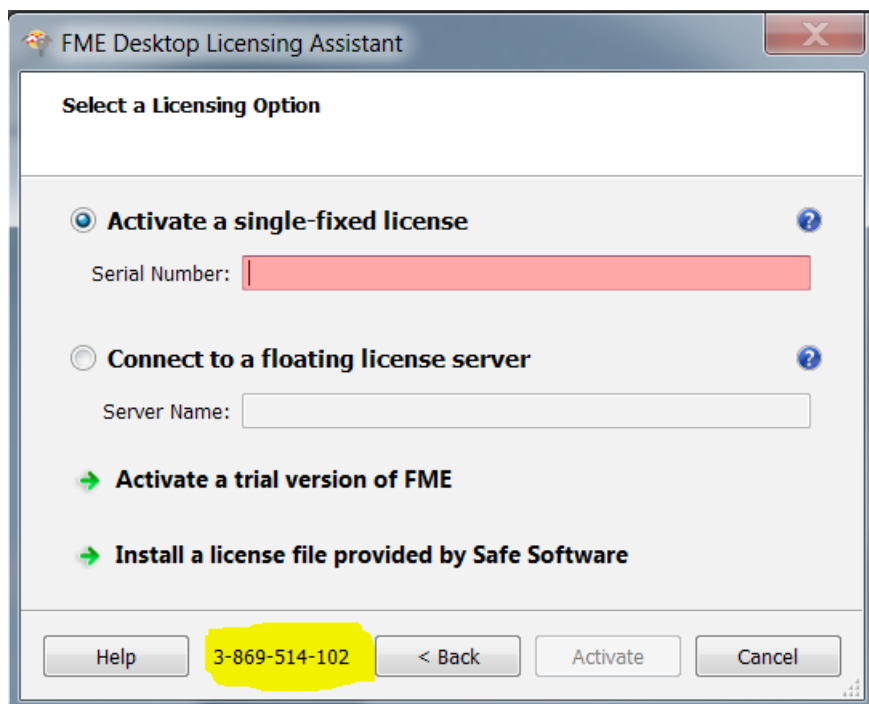 FME Desktop Licensing Assistant
Select a Licensing Option
Activate a single-fixed license
Serial Number:
Connect to a floating license server
Server Name:
Activate a trial version of FME
Install a license file provided by Safe Software
Help 3-869-514-102 < Back Activate Cancel